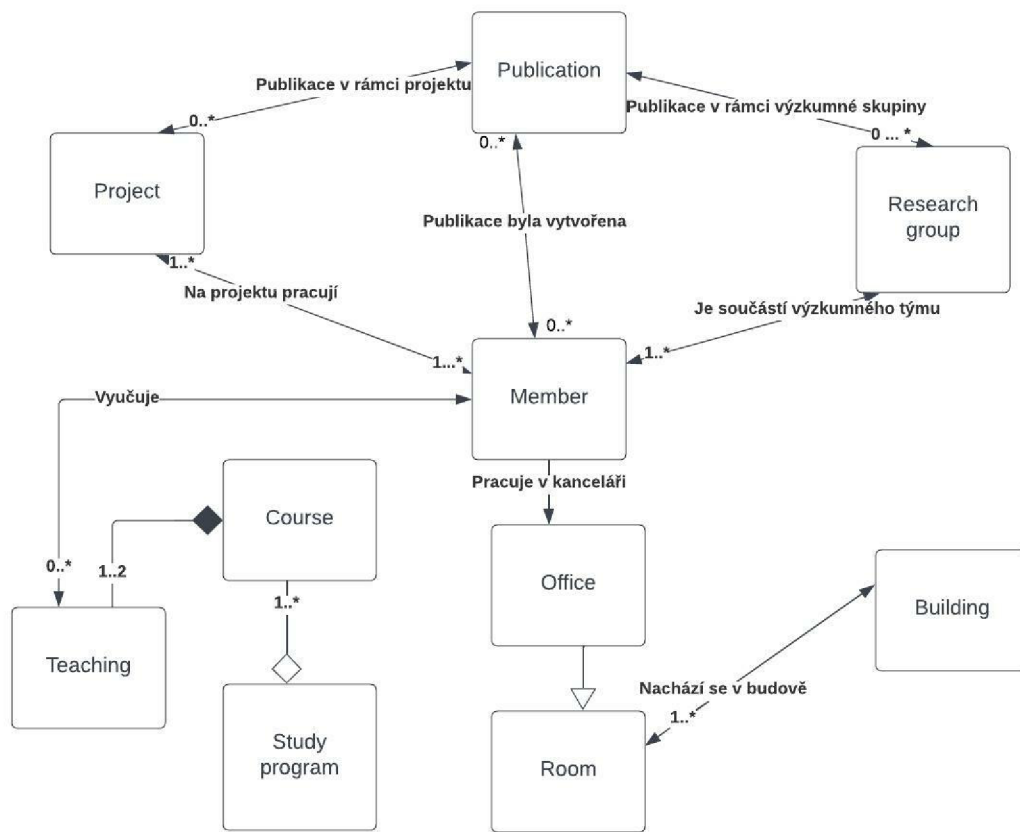 Publication
Publikace v rámci projektu
Publikace v rámci výzkumné skupiny
0..*
0..*
0 ... *
Project
Research
group
Publikace byla vytvořena
1..*
Na projektu pracují
Je součástí výzkumného týmu
0..*
1...*
1..*
Member
Vyučuje
Pracuje v kanceláři
Course
0..*
1..2
Office
1..*
Building
Teaching
Nachází se v budově
1..*
Study
program
Room